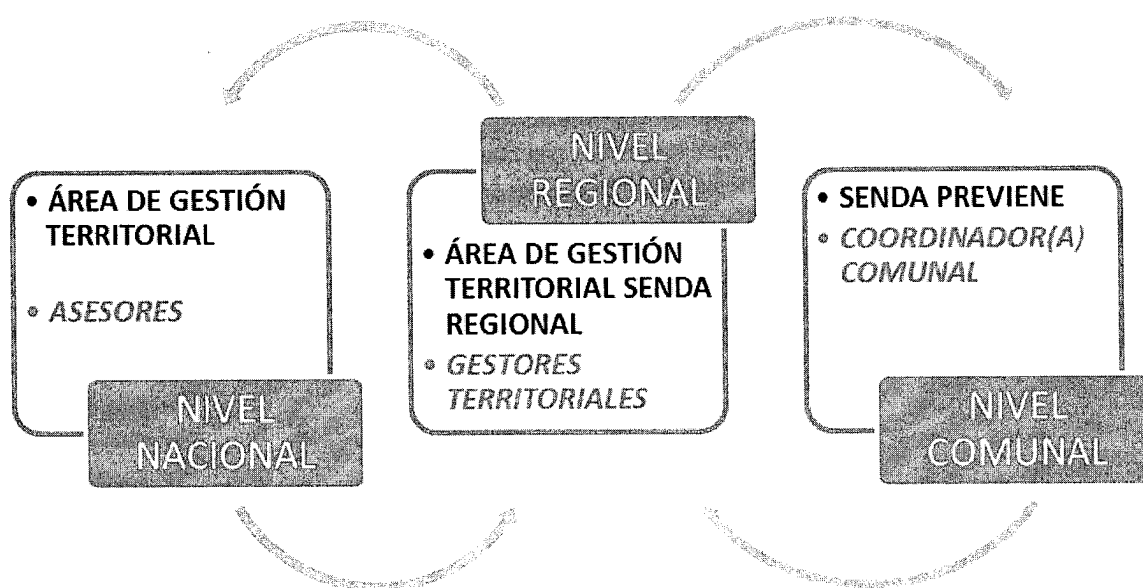 • ÁREA DE GESTIÓN
TERRITORIAL
• ASESORES
NIVEL
NACIONAL
NIVEL
REGIONAL
• ÁREA DE GESTIÓN
TERRITORIAL SENDA
REGIONAL
• GESTORES
TERRITORIALES
• SENDA PREVIENE
• COORDINADOR(A)
COMUNAL
NIVEL
COMUNAL